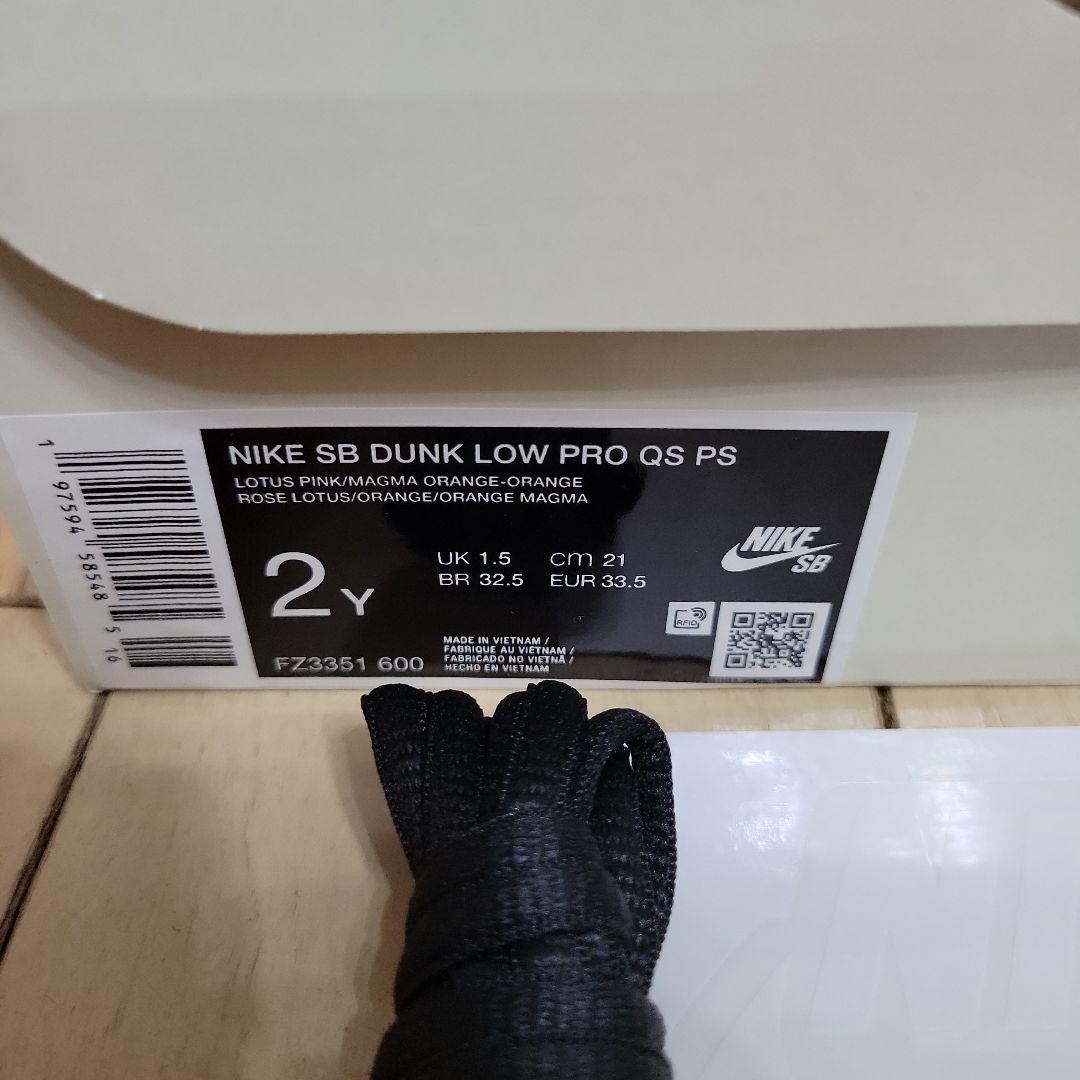 NIKE SB DUNK LOW PRO QS PS
LOTUS PINK/MAGMA ORANGE-ORANGE
ROSE LOTUS/ORANGE/ORANGE MAGMA
2Y
UK 1.5 cm 21
BR 32.5 EUR 33.5
NIKE
SB
RFID
MADE IN VIETNAM /
FABRIQUE AU VIETNAM /
FABRICADO NO VIETNÃ /
HECHO EN VIETNAM
FZ3351 600
1 97594 58548 5 16